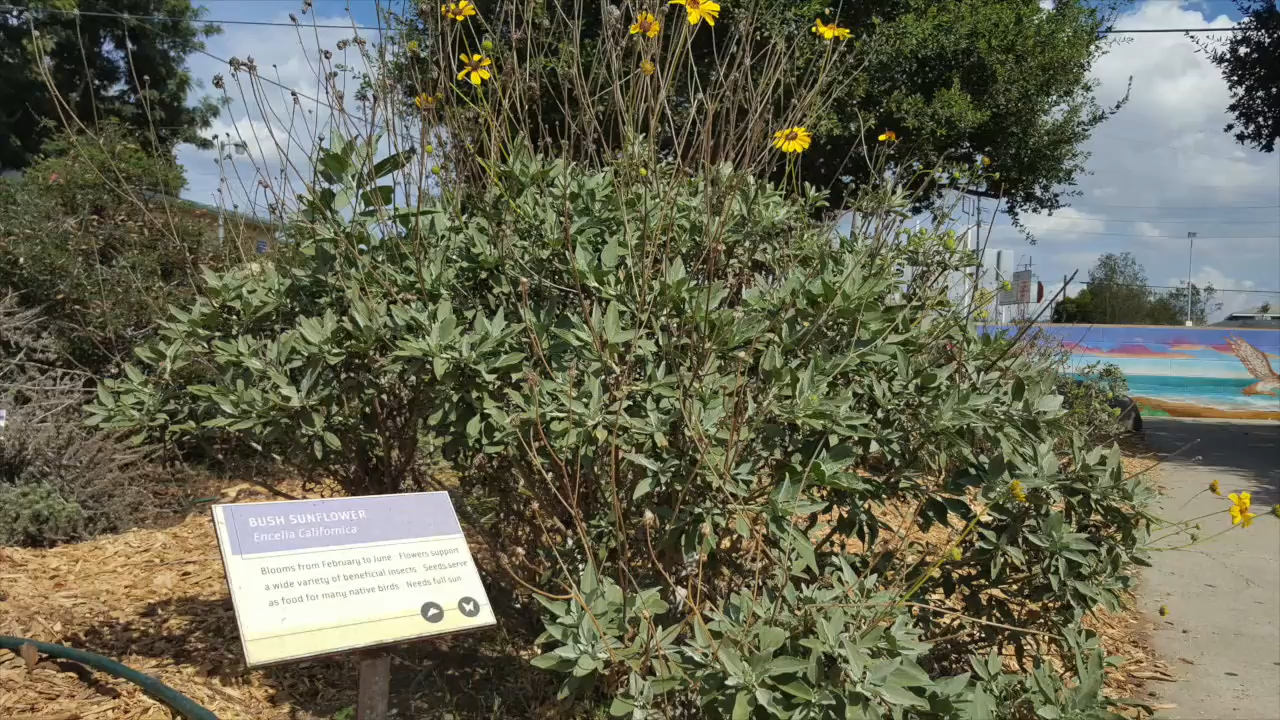 BUSH SUNFLOWER
Encelia Californica
Blooms from February to June. Flowers support
a wide variety of beneficial insects. Seeds serve
as food for many native birds. Needs full sun.